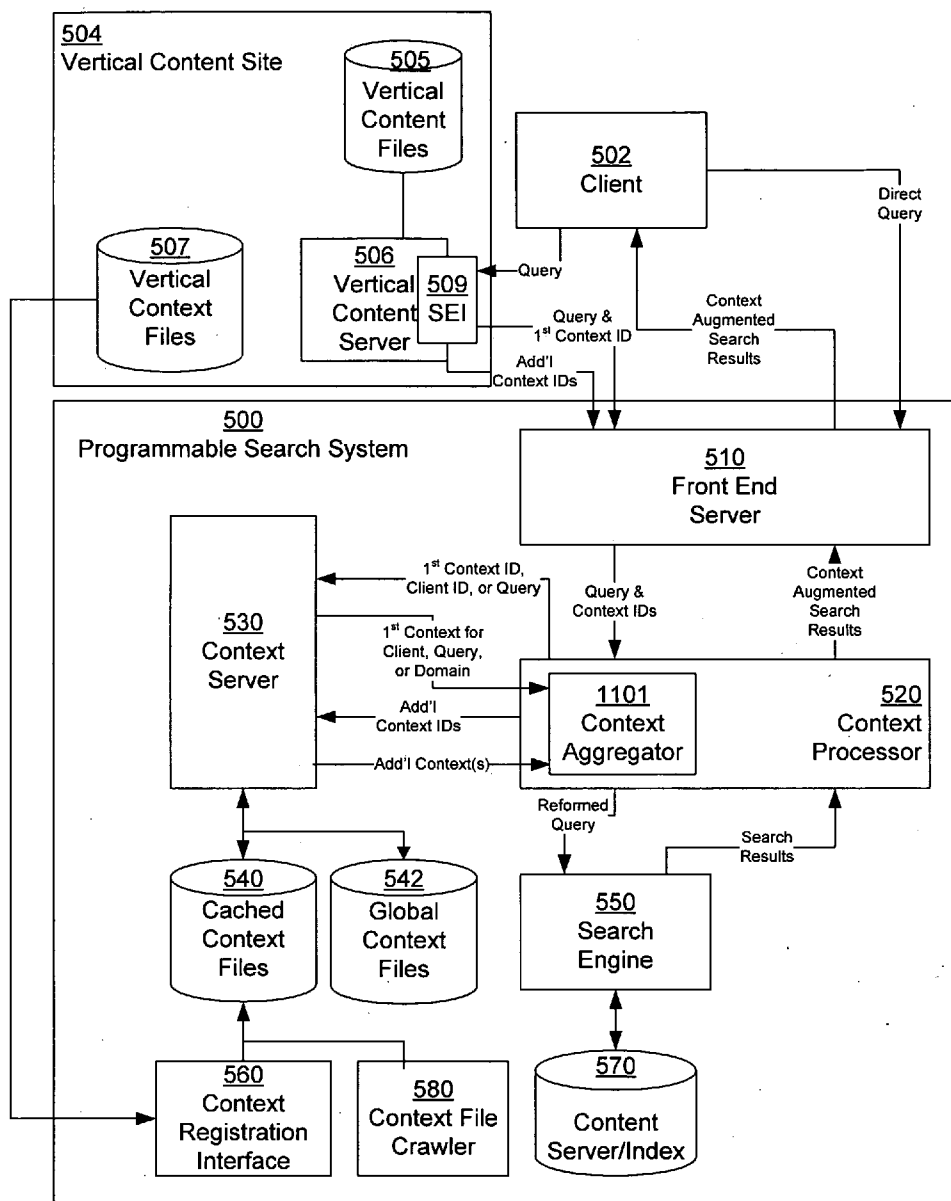 504
Vertical Content Site
505
Vertical
Content
Files
502
Client
Direct
Query
507
Vertical
Context
Files
506
Vertical
Content
Server
509
SEI
Query
Query &
1st Context ID
Add'l
Context IDs
Context
Augmented
Search
Results
500
Programmable Search System
510
Front End
Server
530
Context
Server
1st Context ID,
Client ID, or Query
1st Context for
Client, Query,
or Domain
Add'l
Context IDs
Add'l Context(s)
Query &
Context IDs
Context
Augmented
Search
Results
1101
Context
Aggregator
520
Context
Processor
Reformed
Query
Search
Results
540
Cached
Context
Files
542
Global
Context
Files
550
Search
Engine
560
Context
Registration
Interface
580
Context File
Crawler
570
Content
Server/Index